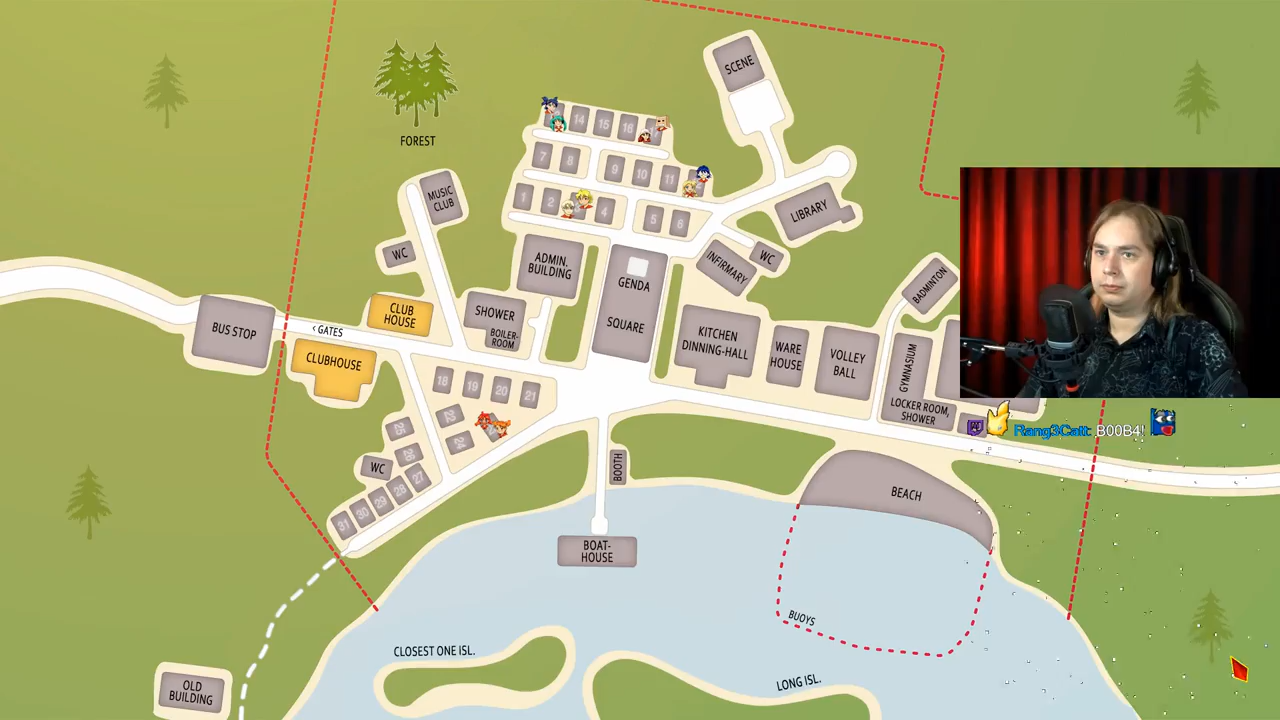 SCENE
FOREST
14
15
16
7
8
9
10
11
MUSIC
CLUB
1
2
4
5
6
LIBRARY
WC
ADMIN.
BUILDING
INFIRMARY
WC
GENDA
SQUARE
BADMINTON
BUS STOP
‹ GATES
CLUB
HOUSE
SHOWER
BOILER-
ROOM
KITCHEN
DINNING-HALL
WARE
HOUSE
VOLLEY
BALL
GYMNASIUM
LOCKER ROOM,
SHOWER
CLUBHOUSE
18
19
20
21
22
24
25
26
27
28
29
30
31
WC
Rang3Cait: B00B4!
BOOTH
BEACH
BOAT-
HOUSE
BUOYS
CLOSEST ONE ISL.
LONG ISL.
OLD
BUILDING